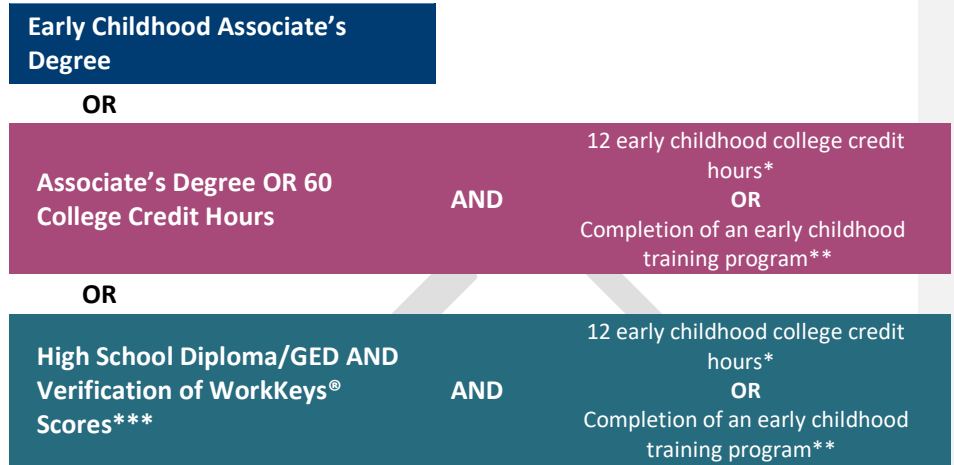 Early Childhood Associate's
Degree
OR
Associate's Degree OR 60
College Credit Hours
AND
12 early childhood college credit
hours*
OR
Completion of an early childhood
training program**
OR
High School Diploma/GED AND
Verification of WorkKeys®
Scores***
AND
12 early childhood college credit
hours*
OR
Completion of an early childhood
training program**